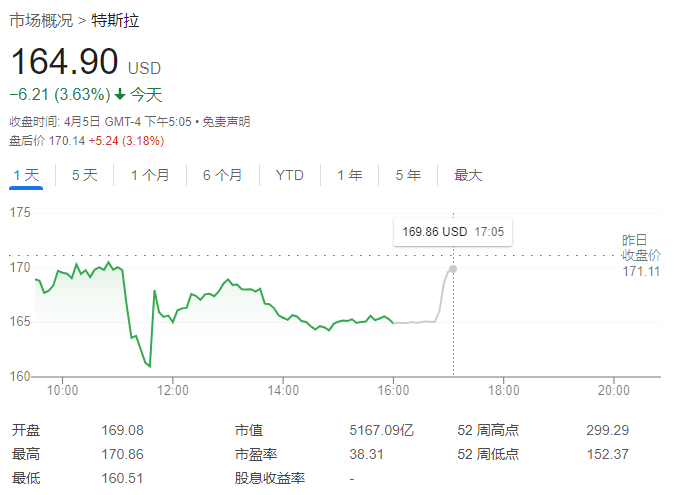 市场概况 > 特斯拉
164.90 USD
−6.21 (3.63%) 今天
收盘时间: 4月5日 GMT-4 下午5:05 • 免责声明
盘后价 170.14 +5.24 (3.18%)
1 天 5 天 1 个月 6 个月 YTD 1 年 5 年 最大
175
169.86 USD 17:05
昨日
收盘价
171.11
170
165
160
10:00 12:00 14:00 16:00 18:00 20:00
开盘 169.08 市值 5167.09亿 52 周高点 299.29
最高 170.86 市盈率 38.31 52 周低点 152.37
最低 160.51 股息收益率 -